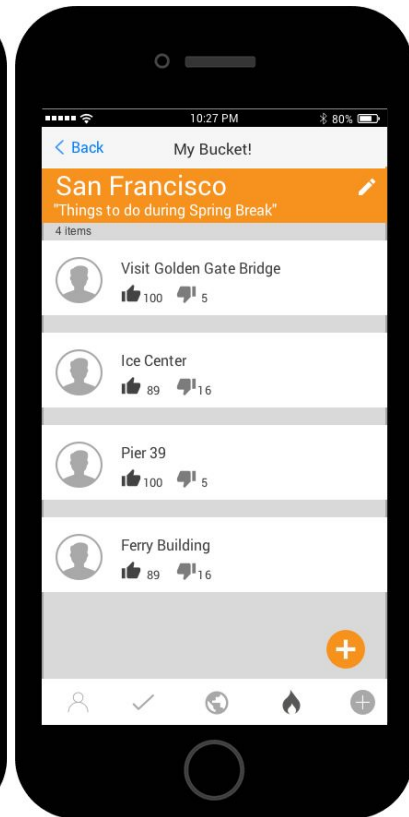 10:27 PM
80%
Back
My Bucket!
San Francisco
"Things to do during Spring Break"
4 items
Visit Golden Gate Bridge
100 5
Ice Center
89 16
Pier 39
100 5
Ferry Building
89 16